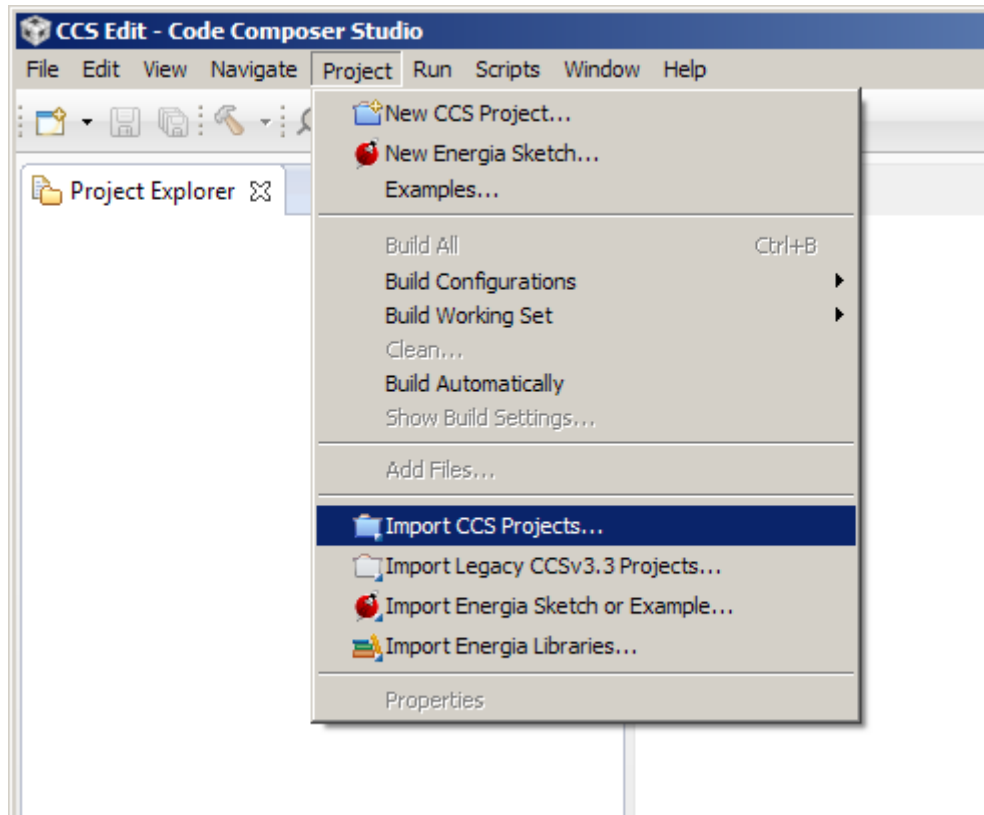 CCS Edit - Code Composer Studio
File Edit View Navigate Project Run Scripts Window Help
New CCS Project...
New Energia Sketch...
Project Explorer
Examples...
Build All Ctrl+B
Build Configurations
Build Working Set
Clean...
Build Automatically
Show Build Settings...
Add Files...
Import CCS Projects...
Import Legacy CCSv3.3 Projects...
Import Energia Sketch or Example...
Import Energia Libraries...
Properties